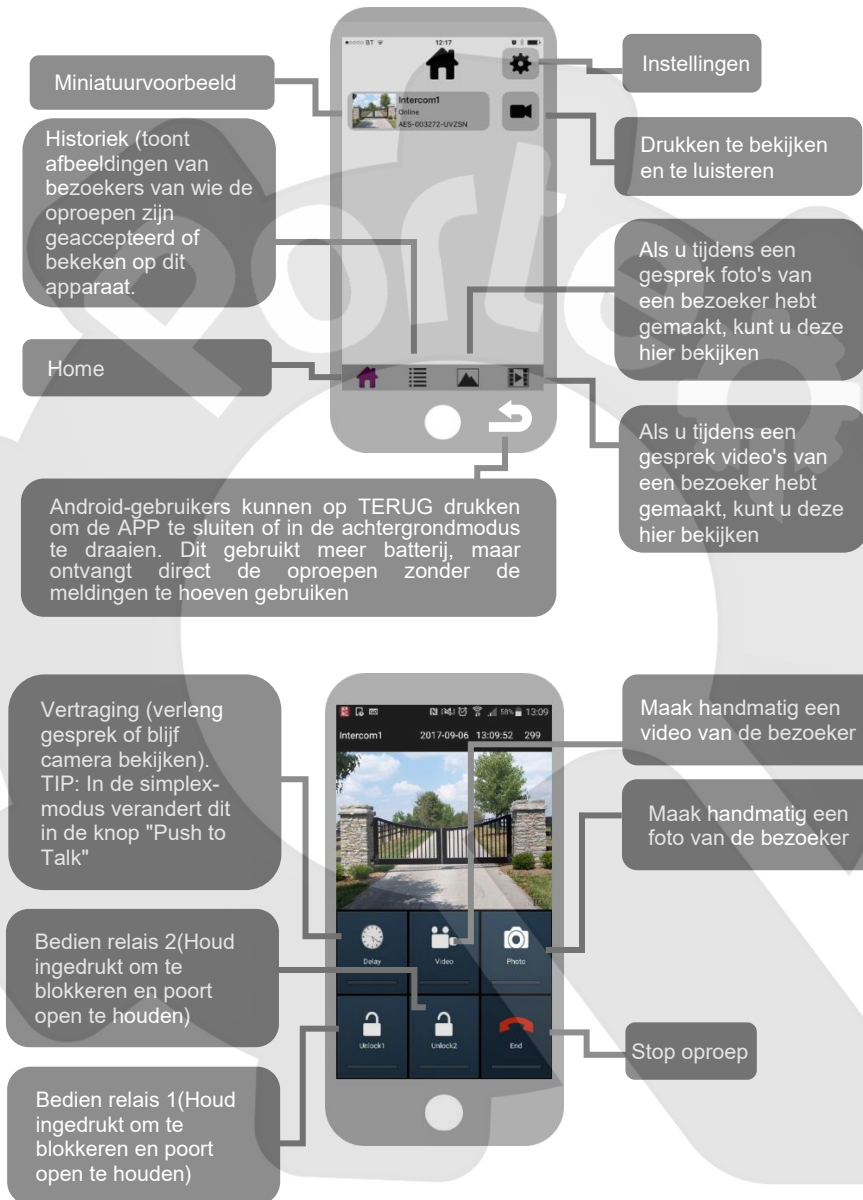 BT 12:17
Miniatuurvoorbeeld
Instellingen
Intercom1
Online
AES-003272-UVZSN
Historiek (toont
afbeeldingen van
bezoekers van wie de
oproepen zijn
geaccepteerd of
bekeken op dit
apparaat.
Drukken te bekijken
en te luisteren
Als u tijdens een
gesprek foto's van
een bezoeker hebt
gemaakt, kunt u deze
hier bekijken
Home
Als u tijdens een
gesprek video's van
een bezoeker hebt
gemaakt, kunt u deze
hier bekijken
Android-gebruikers kunnen op TERUG drukken
om de APP te sluiten of in de achtergrondmodus
te draaien. Dit gebruikt meer batterij, maar
ontvangt direct de oproepen zonder de
meldingen te hoeven gebruiken
Porte
Vertraging (verleng
gesprek of blijf
camera bekijken).
TIP: In de simplex-
modus verandert dit
in de knop "Push to
Talk"
58% 13:09
Intercom1 2017-09-06 13:09:52 299
Maak handmatig een
video van de bezoeker
Maak handmatig een
foto van de bezoeker
Bedien relais 2(Houd
ingedrukt om te
blokkeren en poort
open te houden)
Delay Video Photo
Unlock1 Unlock2 End
Stop oproep
Bedien relais 1(Houd
ingedrukt om te
blokkeren en poort
open te houden)